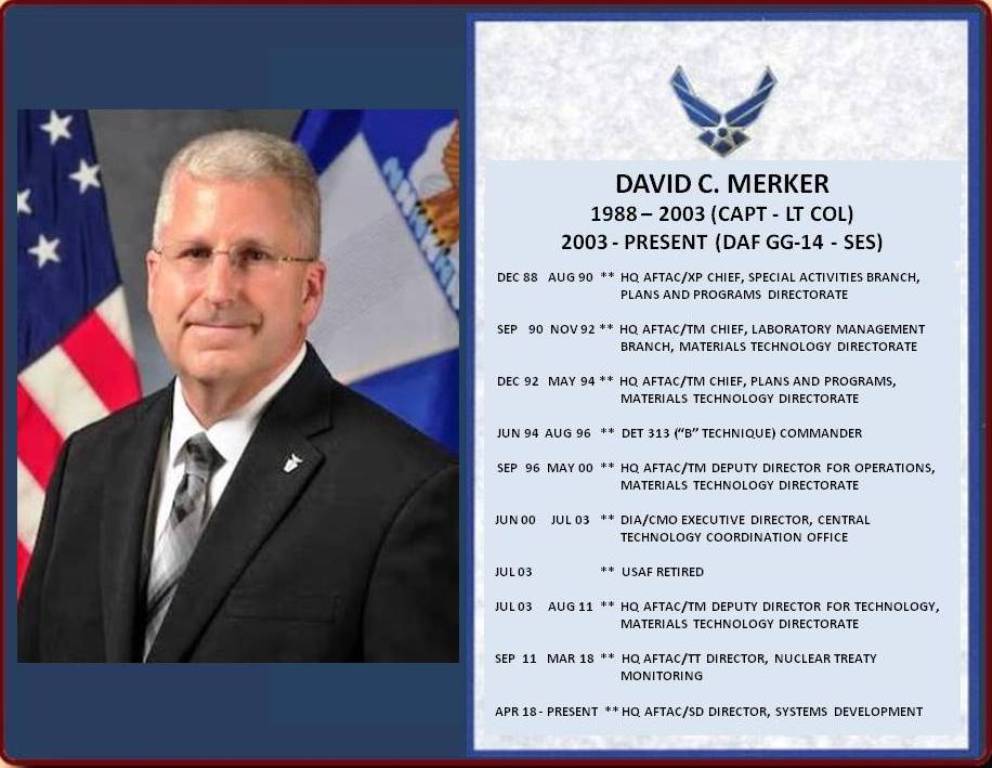 DAVID C. MERKER
1988 – 2003 (CAPT - LT COL)
2003 - PRESENT (DAF GG-14 - SES)
DEC 88 AUG 90 ** HQ AFTAC/XP CHIEF, SPECIAL ACTIVITIES BRANCH,
PLANS AND PROGRAMS DIRECTORATE
SEP 90 NOV 92 ** HQ AFTAC/TM CHIEF, LABORATORY MANAGEMENT
BRANCH, MATERIALS TECHNOLOGY DIRECTORATE
DEC 92 MAY 94 ** HQ AFTAC/TM CHIEF, PLANS AND PROGRAMS,
MATERIALS TECHNOLOGY DIRECTORATE
JUN 94 AUG 96 ** DET 313 (“B” TECHNIQUE) COMMANDER
SEP 96 MAY 00 ** HQ AFTAC/TM DEPUTY DIRECTOR FOR OPERATIONS,
MATERIALS TECHNOLOGY DIRECTORATE
JUN 00 JUL 03 ** DIA/CMO EXECUTIVE DIRECTOR, CENTRAL
TECHNOLOGY COORDINATION OFFICE
JUL 03 ** USAF RETIRED
JUL 03 AUG 11 ** HQ AFTAC/TM DEPUTY DIRECTOR FOR TECHNOLOGY,
MATERIALS TECHNOLOGY DIRECTORATE
SEP 11 MAR 18 ** HQ AFTAC/TT DIRECTOR, NUCLEAR TREATY
MONITORING
APR 18 - PRESENT ** HQ AFTAC/SD DIRECTOR, SYSTEMS DEVELOPMENT